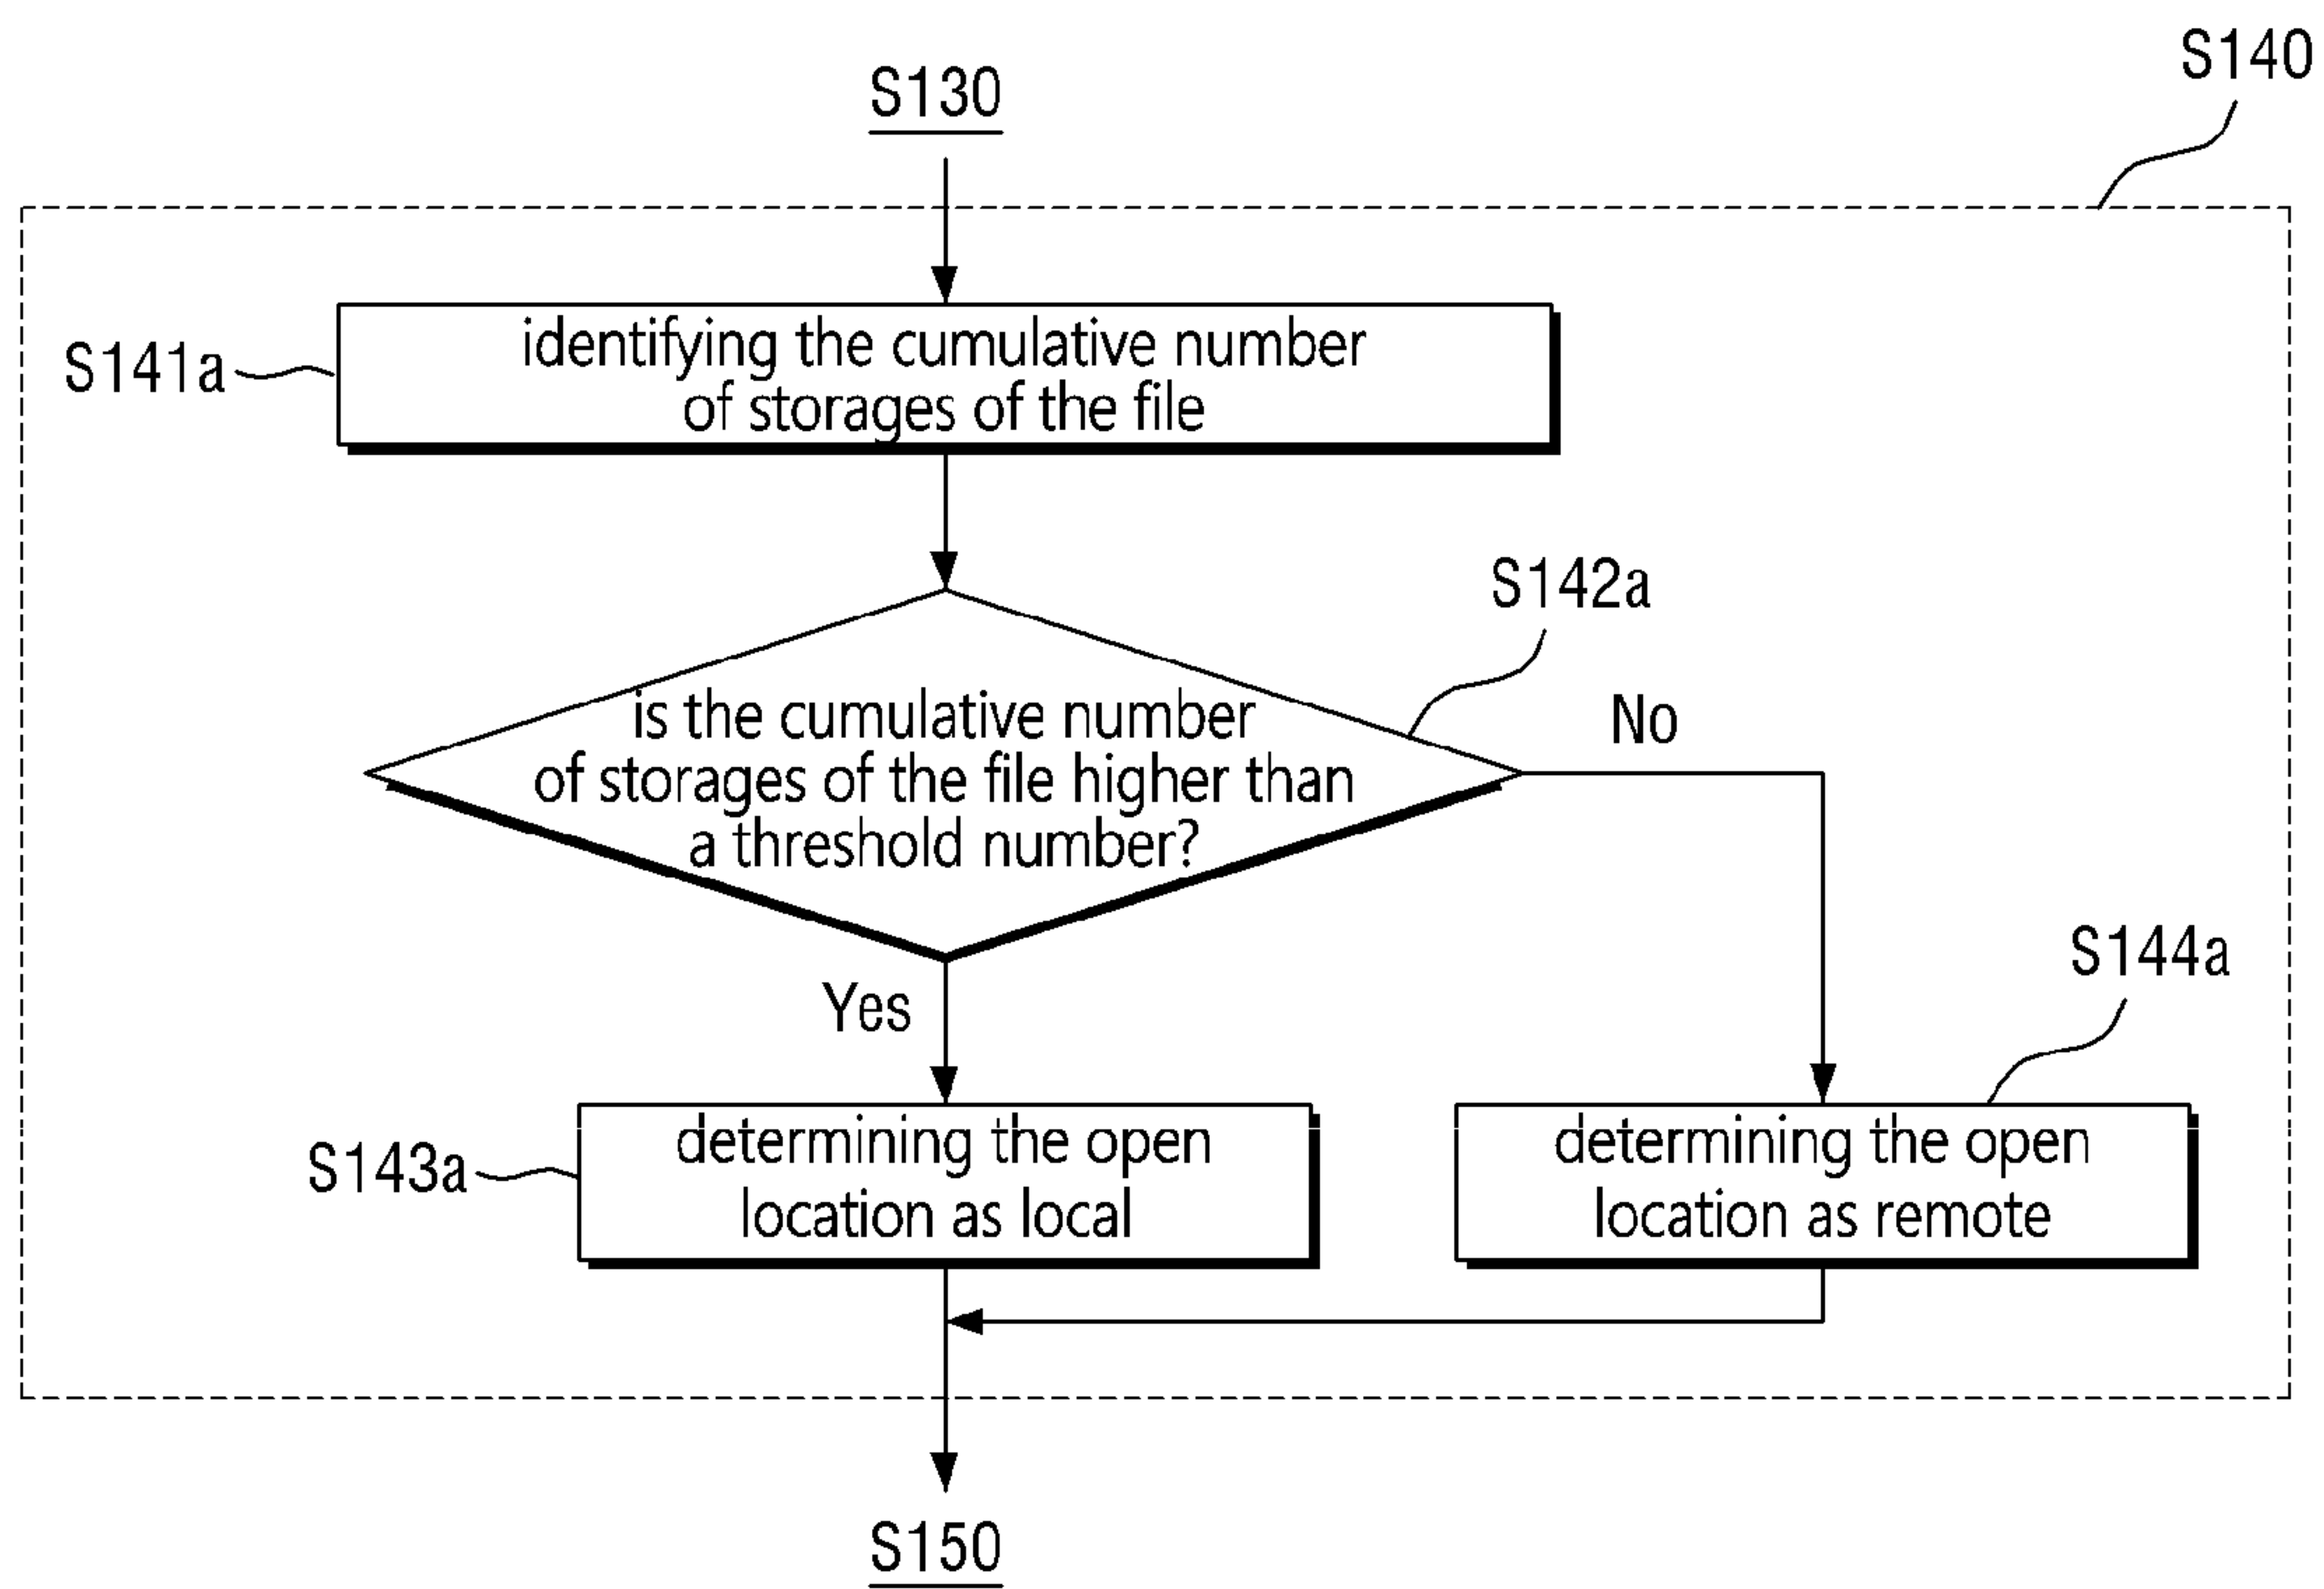 S140
S130
S141a
identifying the cumulative number
of storages of the file
S142a
is the cumulative number
of storages of the file higher than
a threshold number?
No
Yes
S144a
S143a
determining the open
location as local
determining the open
location as remote
S150